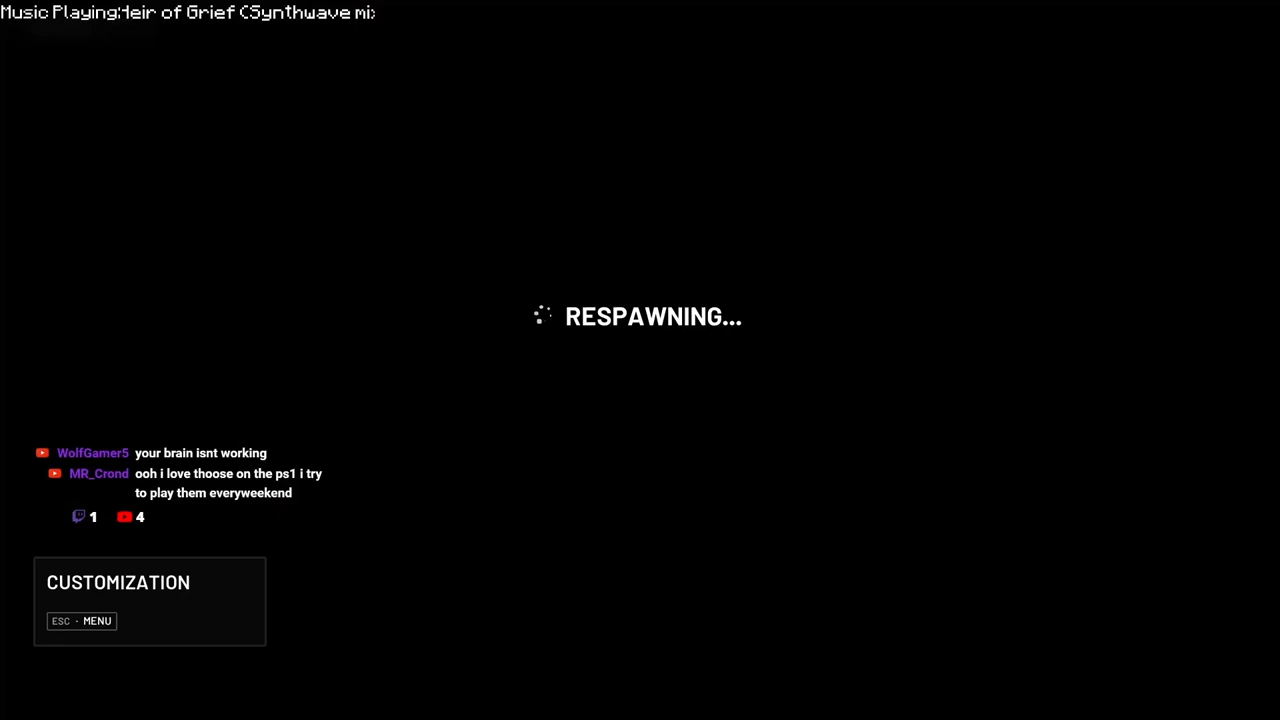 Music Playing:Heir of Grief (Synthwave mi
RESPAWNING...
WolfGamer5 your brain isnt working
MR_Crond ooh i love thoose on the ps1 i try
to play them everyweekend
1 4
CUSTOMIZATION
ESC · MENU